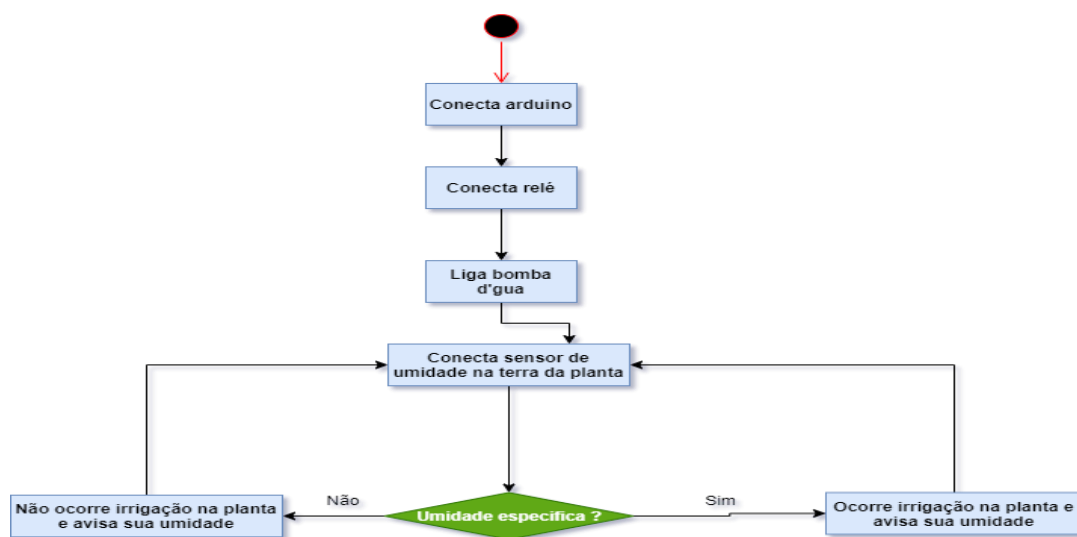 Conecta arduino
Conecta relé
Liga bomba
d'gua
Conecta sensor de
umidade na terra da planta
Não ocorre irrigação na planta
e avisa sua umidade
Não
Umidade especifica ?
Sim
Ocorre irrigação na planta e
avisa sua umidade